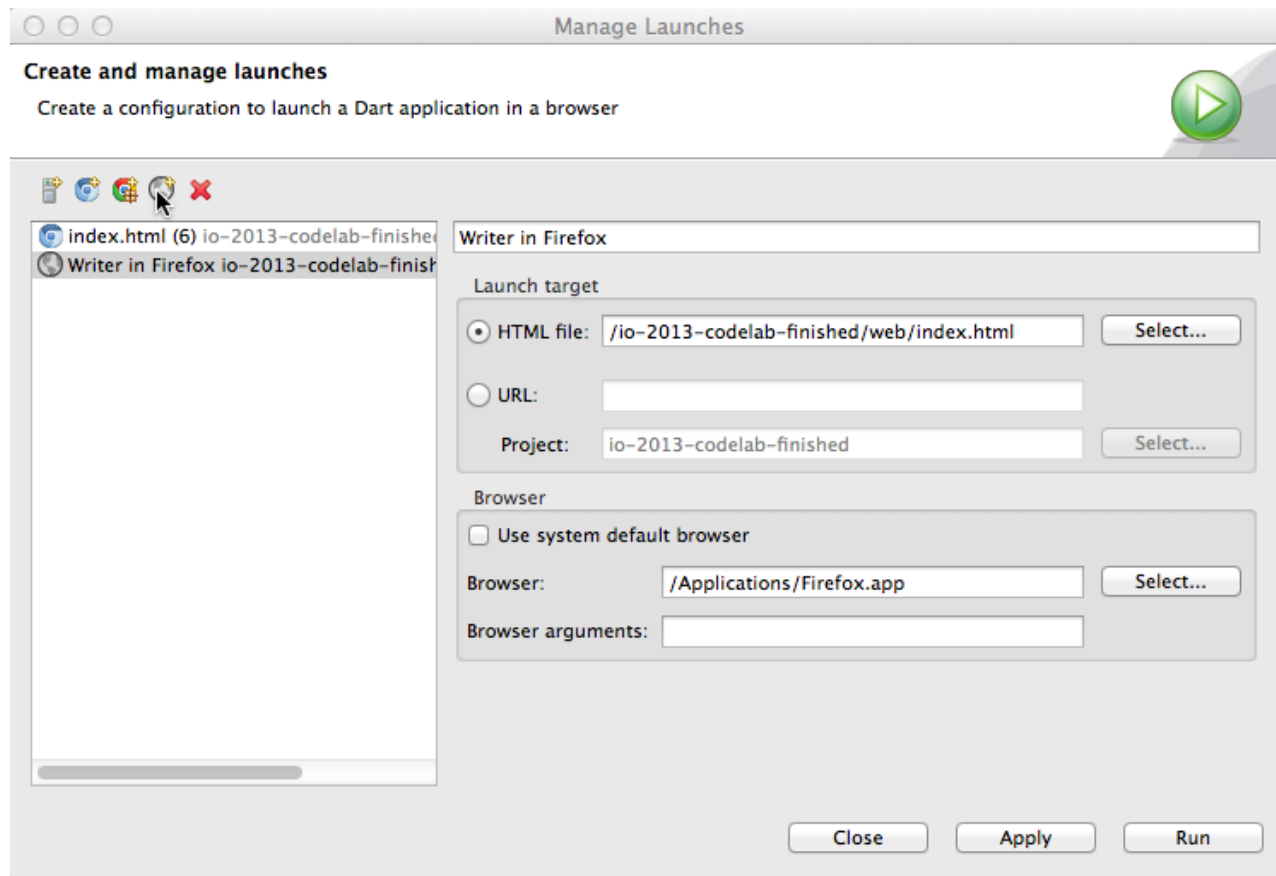 Manage Launches
Create and manage launches
Create a configuration to launch a Dart application in a browser
index.html (6) io-2013-codelab-finished
Writer in Firefox io-2013-codelab-finish
Writer in Firefox
Launch target
HTML file: /io-2013-codelab-finished/web/index.html Select...
URL:
Project: io-2013-codelab-finished Select...
Browser
Use system default browser
Browser: /Applications/Firefox.app Select...
Browser arguments:
Close Apply Run